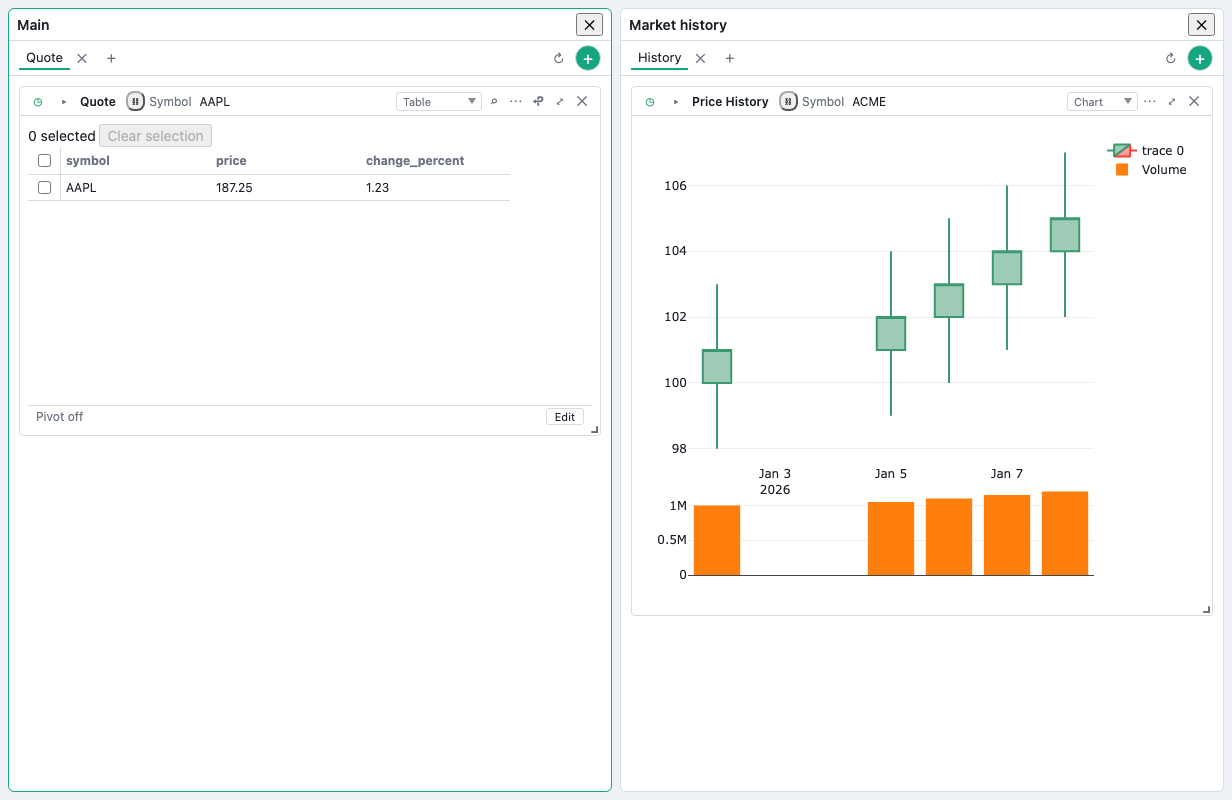 Main
Quote
Quote Symbol AAPL Table
0 selected Clear selection
symbol price change_percent
AAPL 187.25 1.23
Pivot off Edit
Market history
History
Price History Symbol ACME Chart
trace 0
Volume
106
104
102
100
98
Jan 3 Jan 5 Jan 7
2026
1M
0.5M
0